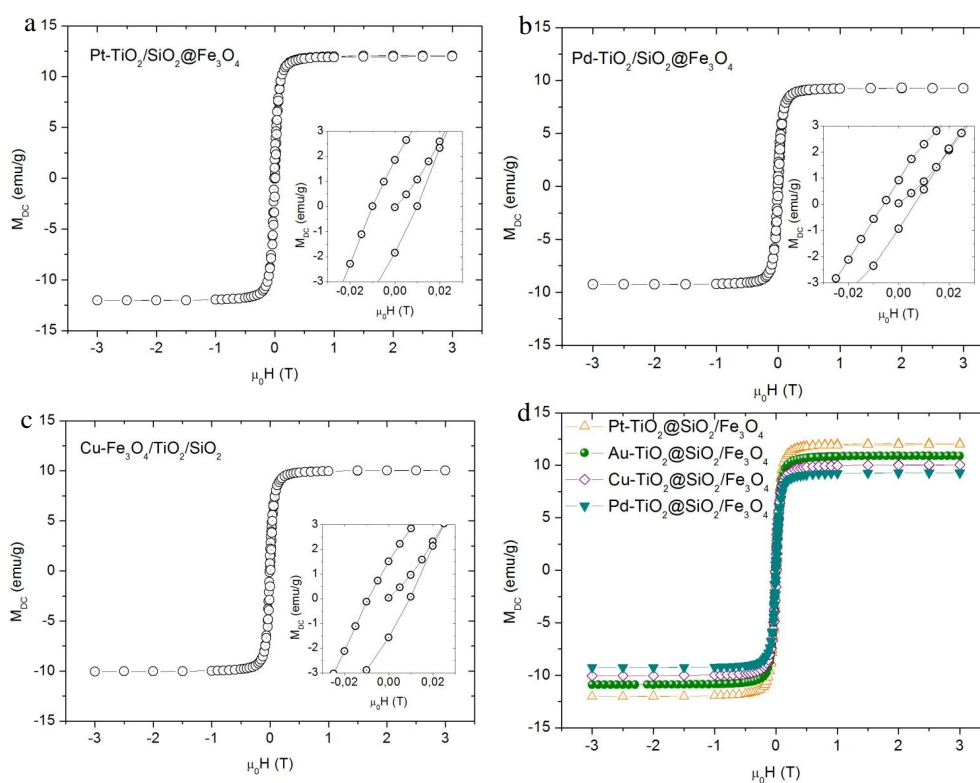 a
Pt-TiO₂/SiO₂@Fe₃O₄
M_DC (emu/g)
15
10
5
0
-5
-10
-15
-3 -2 -1 0 1 2 3
μ₀H (T)
M_DC (emu/g)
3
2
1
0
-1
-2
-3
-0,02 0,00 0,02
μ₀H (T)
b
Pd-TiO₂/SiO₂@Fe₃O₄
M_DC (emu/g)
15
10
5
0
-5
-10
-15
-3 -2 -1 0 1 2 3
μ₀H (T)
M_DC (emu/g)
3
2
1
0
-1
-2
-3
-0,02 0,00 0,02
μ₀H (T)
c
Cu-Fe₃O₄/TiO₂/SiO₂
M_DC (emu/g)
15
10
5
0
-5
-10
-15
-3 -2 -1 0 1 2 3
μ₀H (T)
M_DC (emu/g)
3
2
1
0
-1
-2
-3
-0,02 0,00 0,02
μ₀H (T)
d
Pt-TiO₂@SiO₂/Fe₃O₄
Au-TiO₂@SiO₂/Fe₃O₄
Cu-TiO₂@SiO₂/Fe₃O₄
Pd-TiO₂@SiO₂/Fe₃O₄
M_DC (emu/g)
15
10
5
0
-5
-10
-15
-3 -2 -1 0 1 2 3
μ₀H (T)